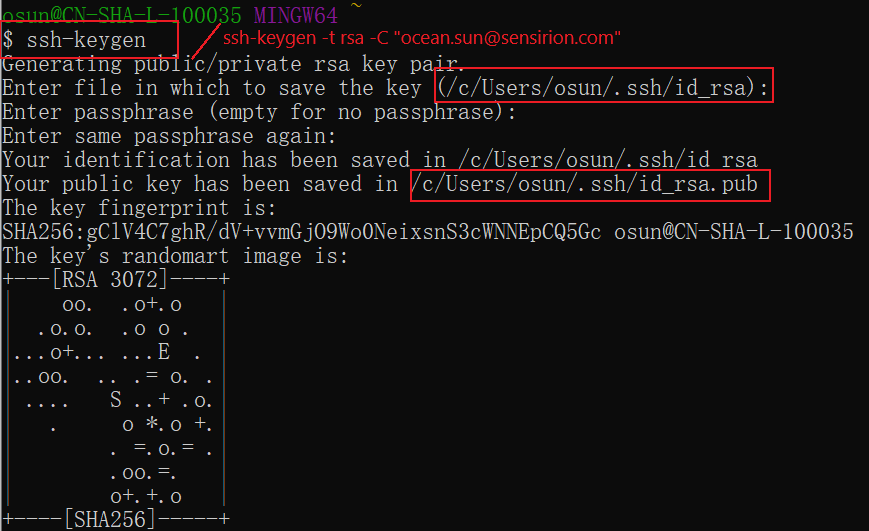 osun@CN-SHA-L-100035 MINGW64 ~
$ ssh-keygen
ssh-keygen -t rsa -C "ocean.sun@sensirion.com"
Generating public/private rsa key pair.
Enter file in which to save the key (/c/Users/osun/.ssh/id_rsa):
Enter passphrase (empty for no passphrase):
Enter same passphrase again:
Your identification has been saved in /c/Users/osun/.ssh/id_rsa
Your public key has been saved in /c/Users/osun/.ssh/id_rsa.pub
The key fingerprint is:
SHA256:gClV4C7ghR/dV+vvmGjO9WoONeixsnS3cWNNEpCQ5Gc osun@CN-SHA-L-100035
The key's randomart image is:
+---[RSA 3072]----+
|    oo.  .o+.o   |
|  .o.o.  .o o .  |
|...o+... ...E  . |
|..oo.  .. .= o. .|
| ....   S ..+ .o.|
|   .     o *.o +.|
|        . =.o.= .|
|        .oo.=.   |
|        o+.+.o   |
+----[SHA256]-----+